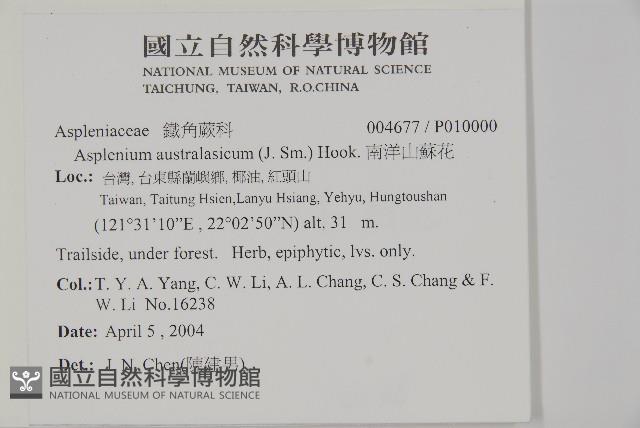 國立自然科學博物館
NATIONAL MUSEUM OF NATURAL SCIENCE
TAICHUNG, TAIWAN, R.O.CHINA
Aspleniaceae 鐵角蕨科 004677 / P010000
Asplenium australasicum (J. Sm.) Hook. 南洋山蘇花
Loc.: 台灣, 台東縣蘭嶼鄉, 椰油, 紅頭山
Taiwan, Taitung Hsien,Lanyu Hsiang, Yehyu, Hungtoushan
(121°31'10"E , 22°02'50"N) alt. 31 m.
Trailside, under forest. Herb, epiphytic, lvs. only.
Col.: T. Y. A. Yang, C. W. Li, A. L. Chang, C. S. Chang & F.
W. Li No.16238
Date: April 5 , 2004
Det.: J. N. Chen(陳建男)
國立自然科學博物館
NATIONAL MUSEUM OF NATURAL SCIENCE